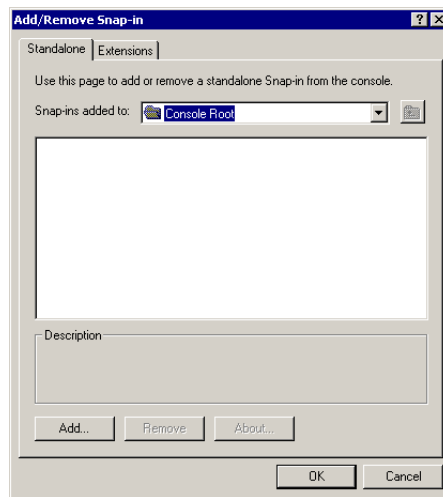 Add/Remove Snap-in
Standalone Extensions
Use this page to add or remove a standalone Snap-in from the console.
Snap-ins added to: Console Root
Description
Add... Remove About...
OK Cancel